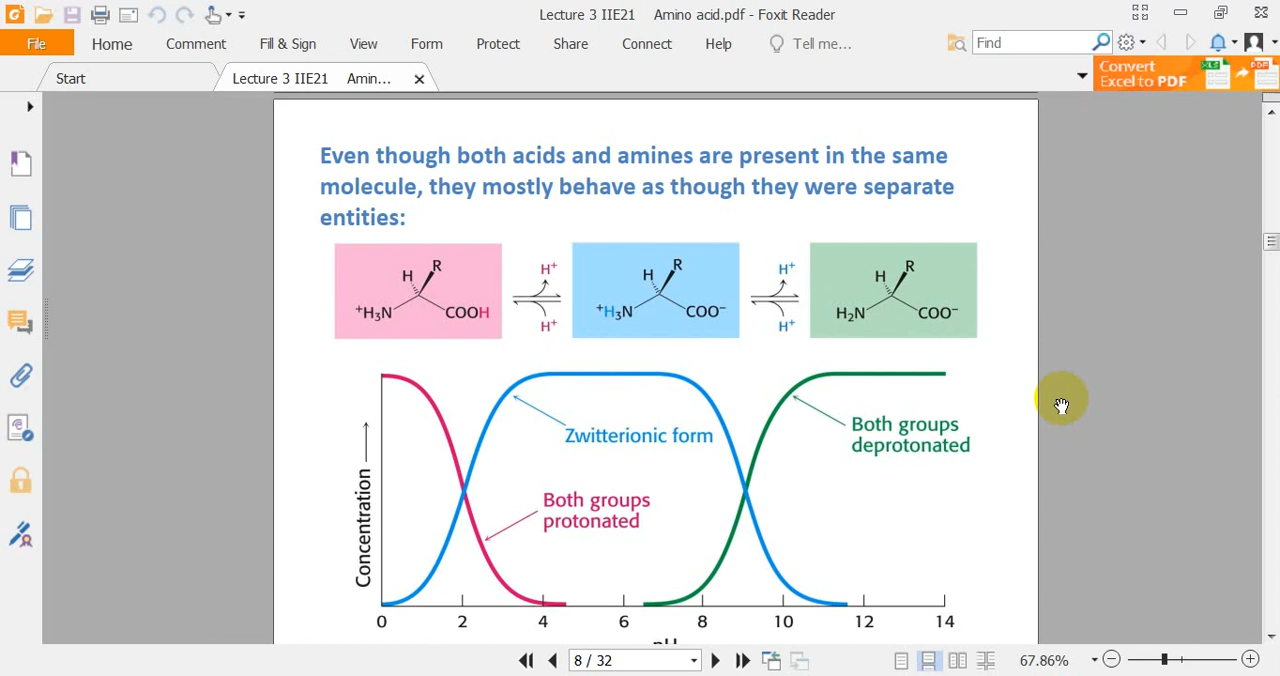 Lecture 3 IIE21 Amino acid.pdf - Foxit Reader
File Home Comment Fill & Sign View Form Protect Share Connect Help Tell me... Find
Start Lecture 3 IIE21 Amin... Convert
Excel to PDF
Even though both acids and amines are present in the same
molecule, they mostly behave as though they were separate
entities:
H R H⁺ H R H⁺ H R
⁺H₃N COOH ⁺H₃N COO⁻ H₂N COO⁻
H⁺ H⁺
Concentration
Zwitterionic form
Both groups
deprotonated
Both groups
protonated
0 2 4 6 8 10 12 14
8 / 32 67.86%